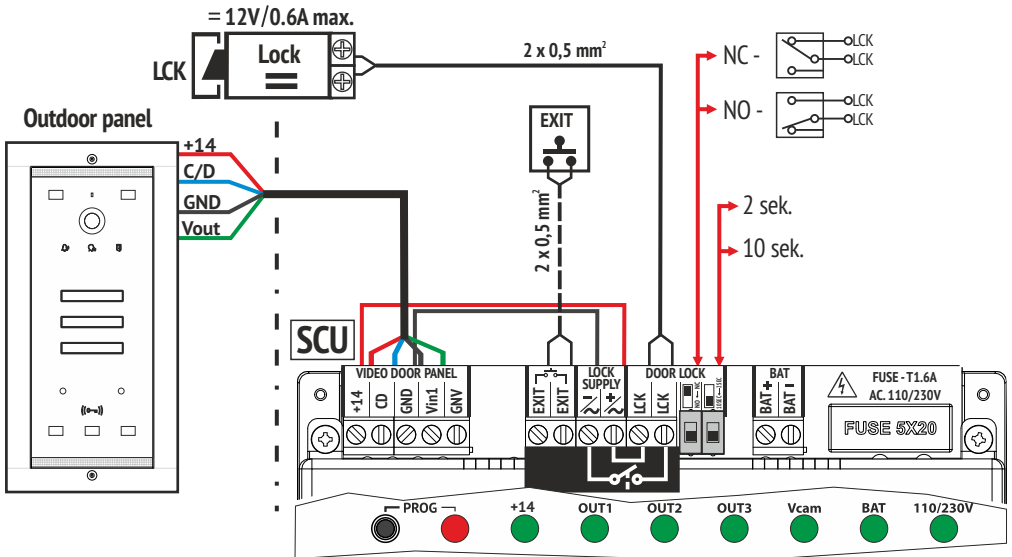 = 12V/0.6A max.
LCK
Lock
2 x 0,5 mm²
NC -
LCK
LCK
NO -
LCK
LCK
Outdoor panel
+14
C/D
GND
Vout
EXIT
2 x 0,5 mm²
2 sek.
10 sek.
SCU
VIDEO DOOR PANEL
LOCK SUPPLY
DOOR LOCK
BAT
+14
CD
GND
Vin1
GNV
EXIT
EXIT
-
+
LCK
LCK
NO
NC
BAT+
BAT-
FUSE - T1.6A
AC. 110/230V
FUSE 5X20
PROG
+14
OUT1
OUT2
OUT3
Vcam
BAT
110/230V